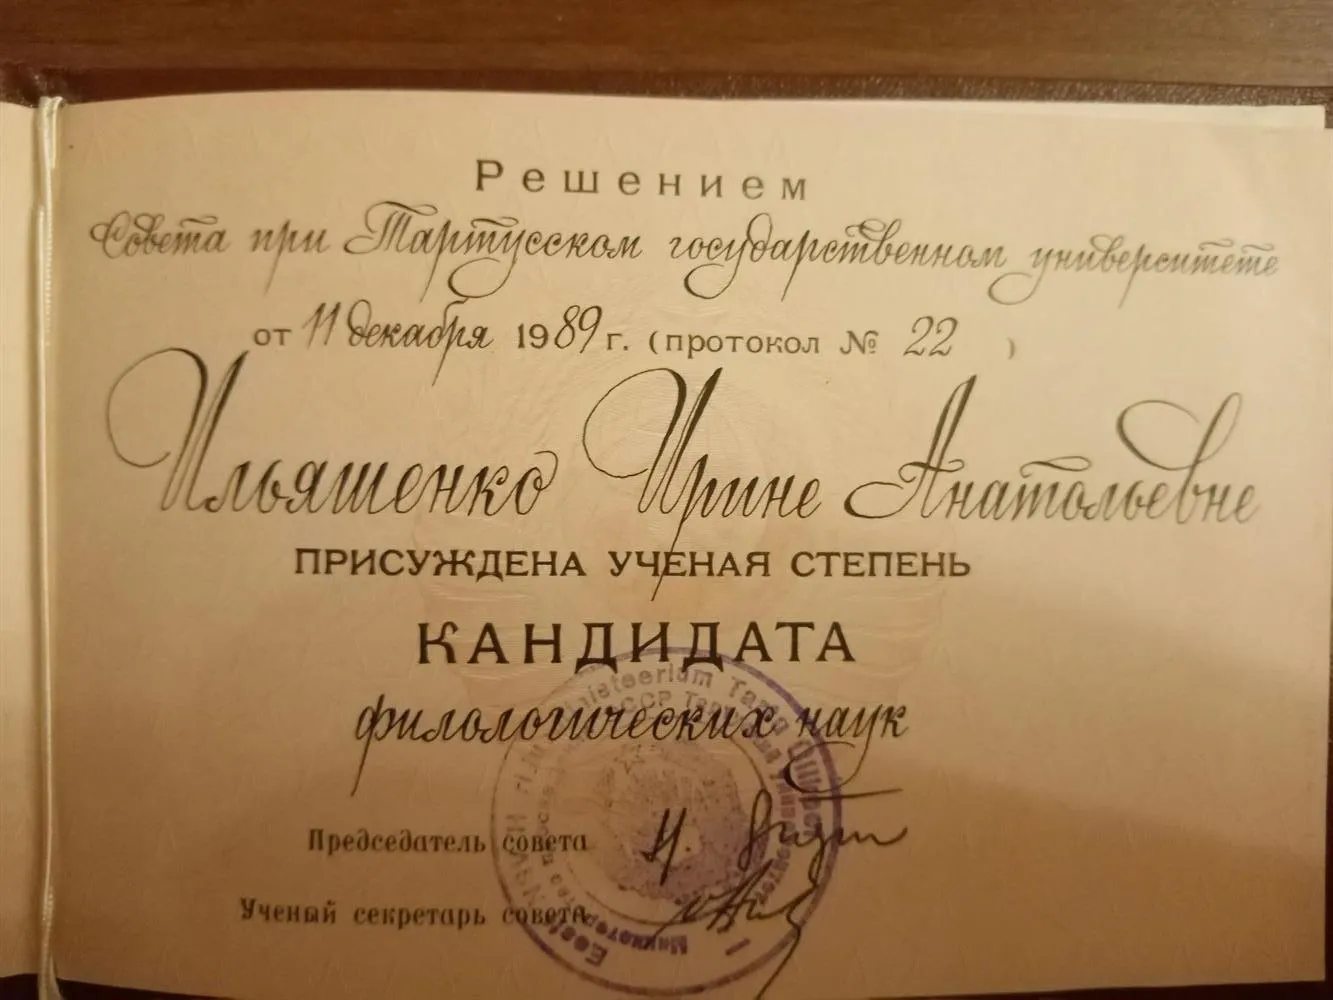 Решением
Совета при Тартусском государственном университете
от 11 декабря 1989 г. (протокол № 22 )
Ильяшенко Ирине Анатольевне
ПРИСУЖДЕНА УЧЕНАЯ СТЕПЕНЬ
КАНДИДАТА
филологических наук
Председатель совета
Ученый секретарь совета